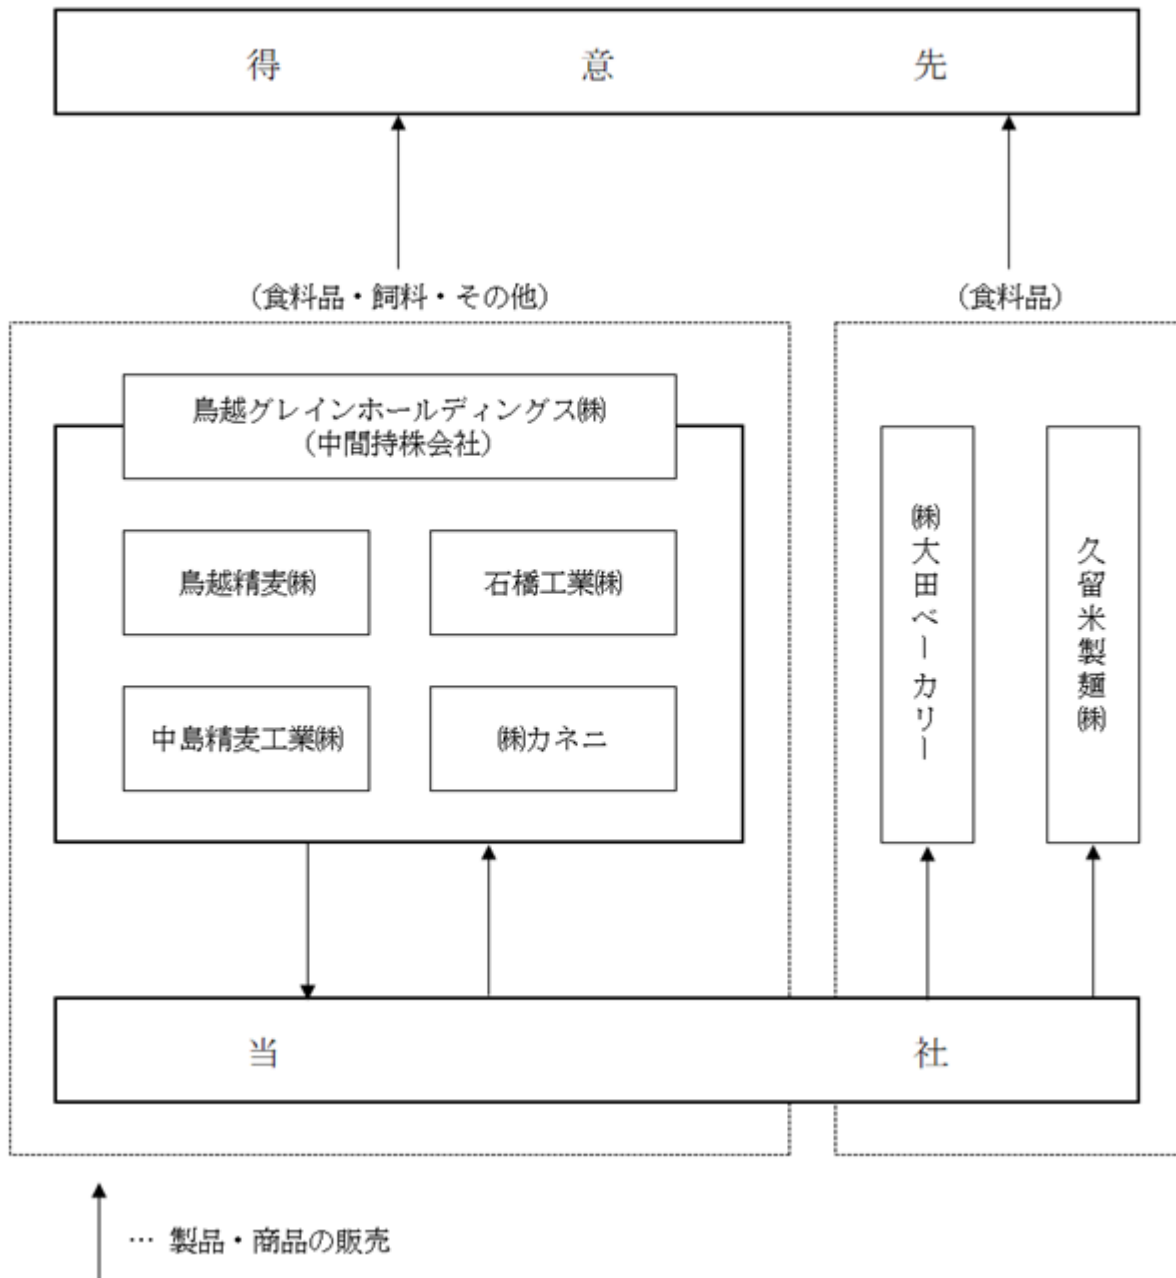 得意先
(食料品・飼料・その他)
(食料品)
鳥越グレインホールディングス㈱
(中間持株会社)
鳥越精麦㈱
石橋工業㈱
中島精麦工業㈱
㈱カネニ
㈱大田ベーカリー
久留米製麺㈱
当社
… 製品・商品の販売